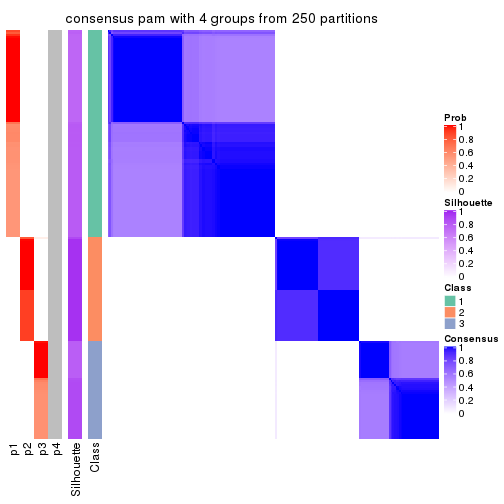 consensus pam with 4 groups from 250 partitions
Prob
1
0.8
0.6
0.4
0.2
0
Silhouette
1
0.8
0.6
0.4
0.2
0
Class
1
2
3
Consensus
1
0.8
0.6
0.4
0.2
0
p1
p2
p3
p4
Silhouette
Class